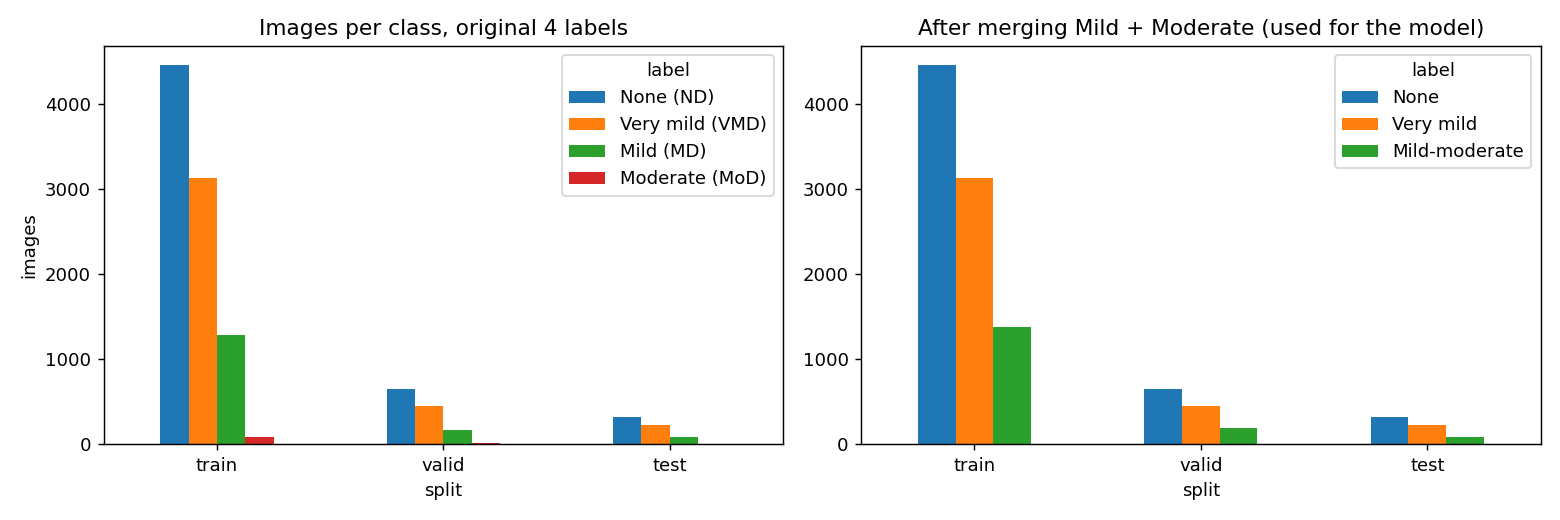 Images per class, original 4 labels
images
4000
3000
2000
1000
0
label
None (ND)
Very mild (VMD)
Mild (MD)
Moderate (MoD)
train
valid
test
split
After merging Mild + Moderate (used for the model)
4000
3000
2000
1000
0
label
None
Very mild
Mild-moderate
train
valid
test
split